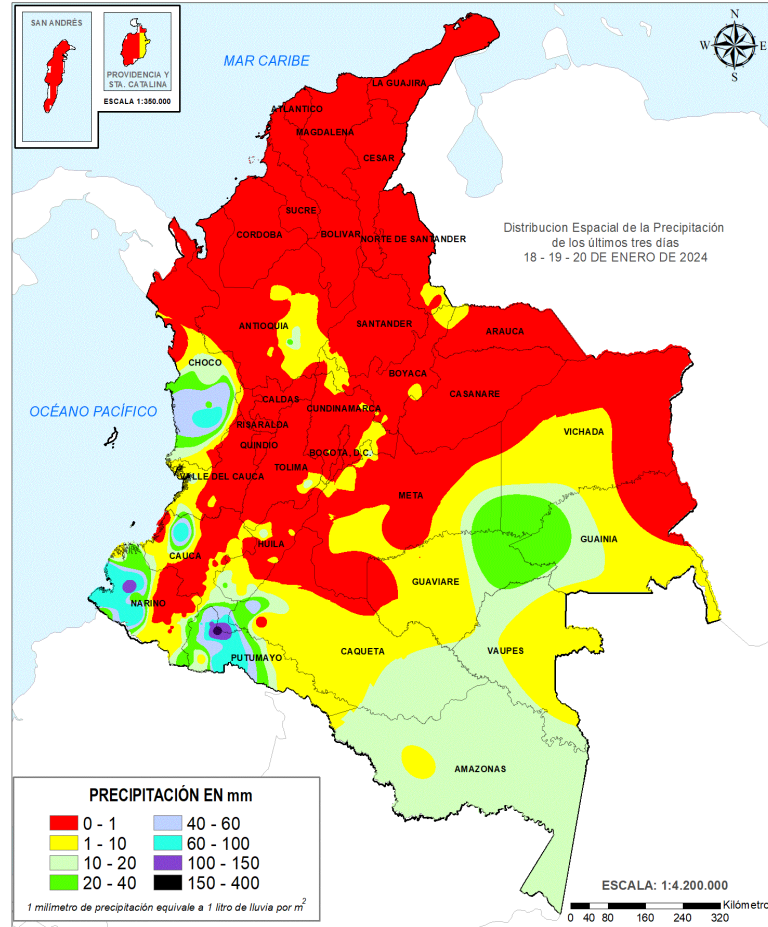 SAN ANDRÉS
PROVIDENCIA Y
STA. CATALINA
ESCALA 1:350.000
MAR CARIBE
N
W
E
S
LA GUAJIRA
ATLANTICO
MAGDALENA
CESAR
SUCRE
CORDOBA
BOLIVAR
NORTE DE SANTANDER
Distribucion Espacial de la Precipitación
de los últimos tres días
18 - 19 - 20 DE ENERO DE 2024
ANTIOQUIA
SANTANDER
ARAUCA
CHOCO
BOYACA
CASANARE
OCÉANO PACÍFICO
CALDAS
CUNDINAMARCA
RISARALDA
VICHADA
QUINDIO
BOGOTA, D.C.
TOLIMA
VALLE DEL CAUCA
META
GUAINIA
CAUCA
HUILA
GUAVIARE
NARIÑO
CAQUETA
VAUPES
PUTUMAYO
AMAZONAS
PRECIPITACIÓN EN mm
0 - 1
40 - 60
1 - 10
60 - 100
10 - 20
100 - 150
20 - 40
150 - 400
1 milímetro de precipitación equivale a 1 litro de lluvia por m2
ESCALA: 1:4.200.000
Kilómetros
0 40 80 160 240 320